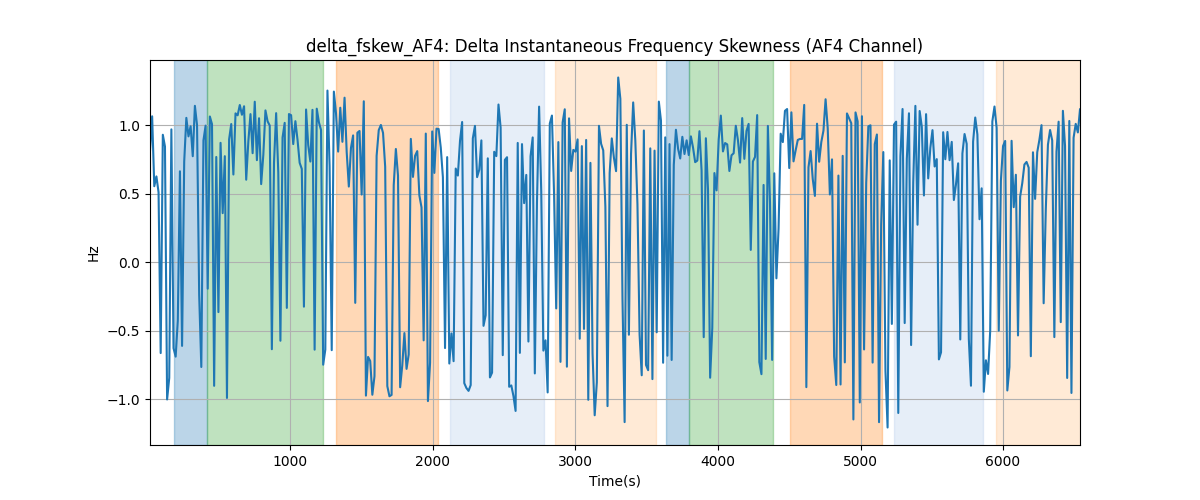 delta_fskew_AF4: Delta Instantaneous Frequency Skewness (AF4 Channel)
1.0
0.5
0.0
−0.5
−1.0
Hz
1000 2000 3000 4000 5000 6000
Time(s)